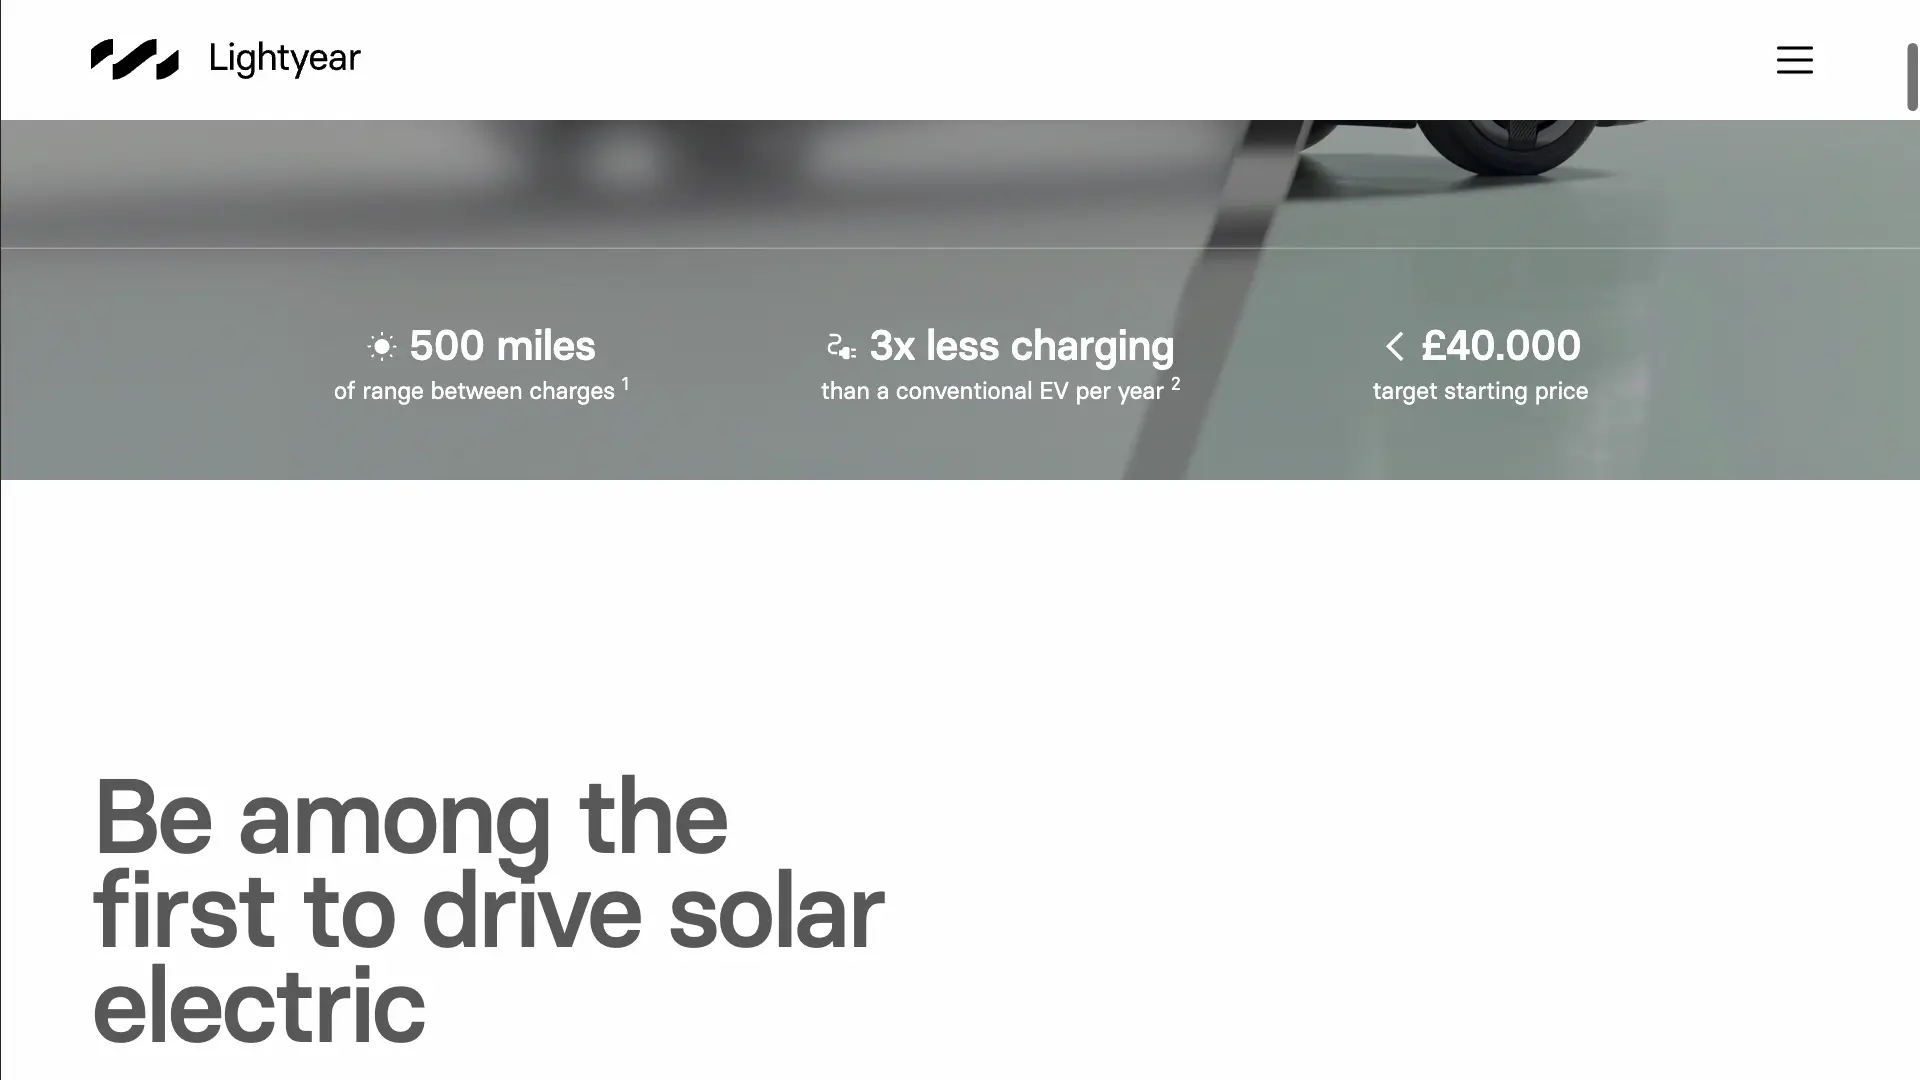 Lightyear
500 miles
of range between charges 1
3x less charging
than a conventional EV per year 2
< £40.000
target starting price
Be among the
first to drive solar
electric